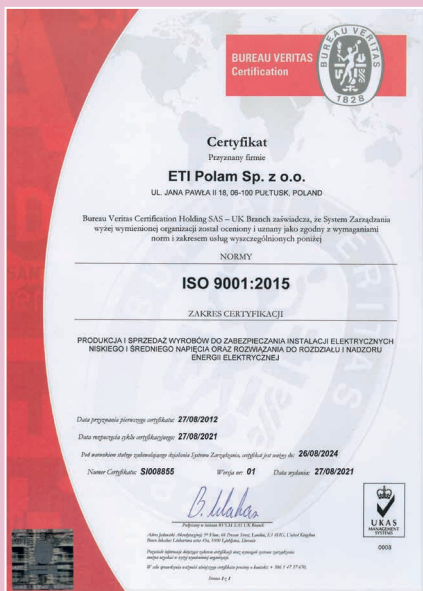 BUREAU VERITAS
Certification
BUREAU VERITAS
1828
Certyfikat
Przyznany firmie
ETI Polam Sp. z o.o.
UL. JANA PAWŁA II 18, 06-100 PUŁTUSK, POLAND
Bureau Veritas Certification Holding SAS – UK Branch zaświadcza, że System Zarządzania
wyżej wymienionej organizacji został oceniony i uznany jako zgodny z wymaganiami
norm i zakresem usług wyszczególnionych poniżej
NORMY
ISO 9001:2015
ZAKRES CERTYFIKACJI
PRODUKCJA I SPRZEDAŻ WYROBÓW DO ZABEZPIECZANIA INSTALACJI ELEKTRYCZNYCH
NISKIEGO I ŚREDNIEGO NAPIĘCIA ORAZ ROZWIĄZANIA DO ROZDZIAŁU I NADZORU
ENERGII ELEKTRYCZNEJ
Data przyznania pierwszego certyfikatu: 27/08/2012
Data rozpoczęcia cyklu certyfikacyjnego: 27/08/2021
Pod warunkiem stałego zadowalającego działania Systemu Zarządzania, certyfikat jest ważny do: 26/08/2024
Numer Certyfikatu: SI008855 Wersja nr: 01 Data wydania: 27/08/2021
UKAS
MANAGEMENT
SYSTEMS
0008